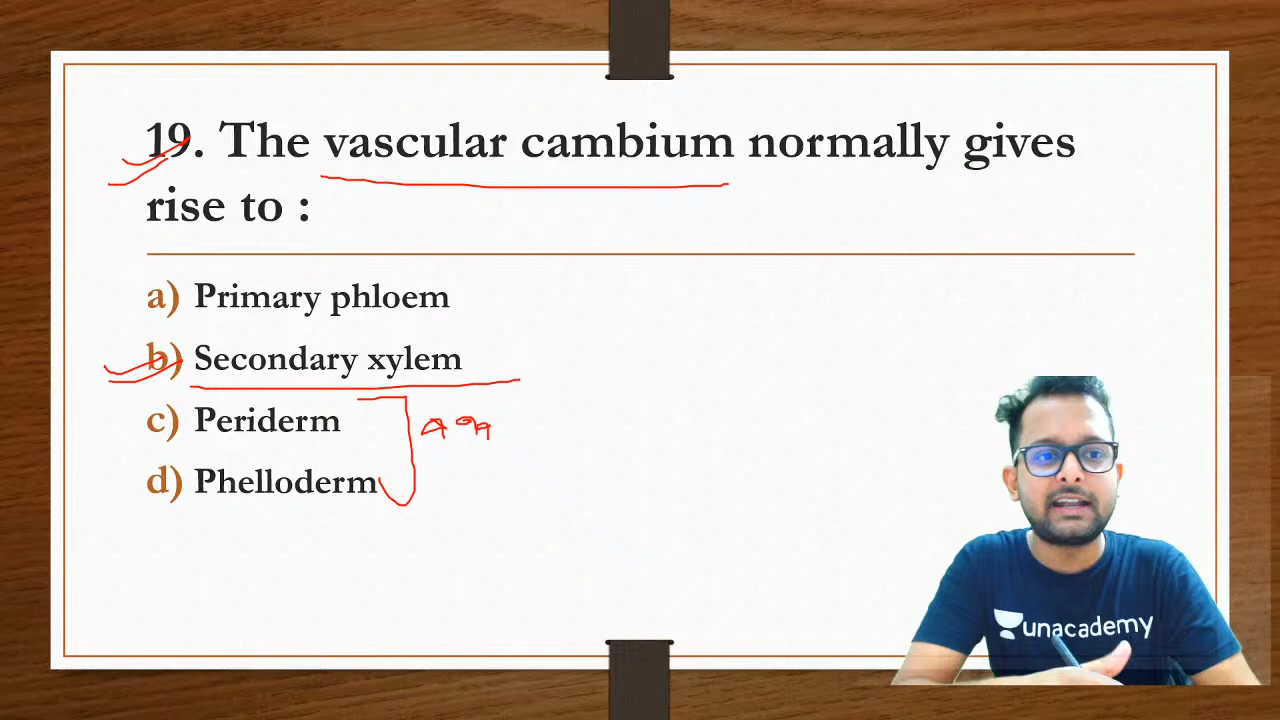 19. The vascular cambium normally gives
rise to :
a) Primary phloem
b) Secondary xylem
c) Periderm
d) Phelloderm
unacademy